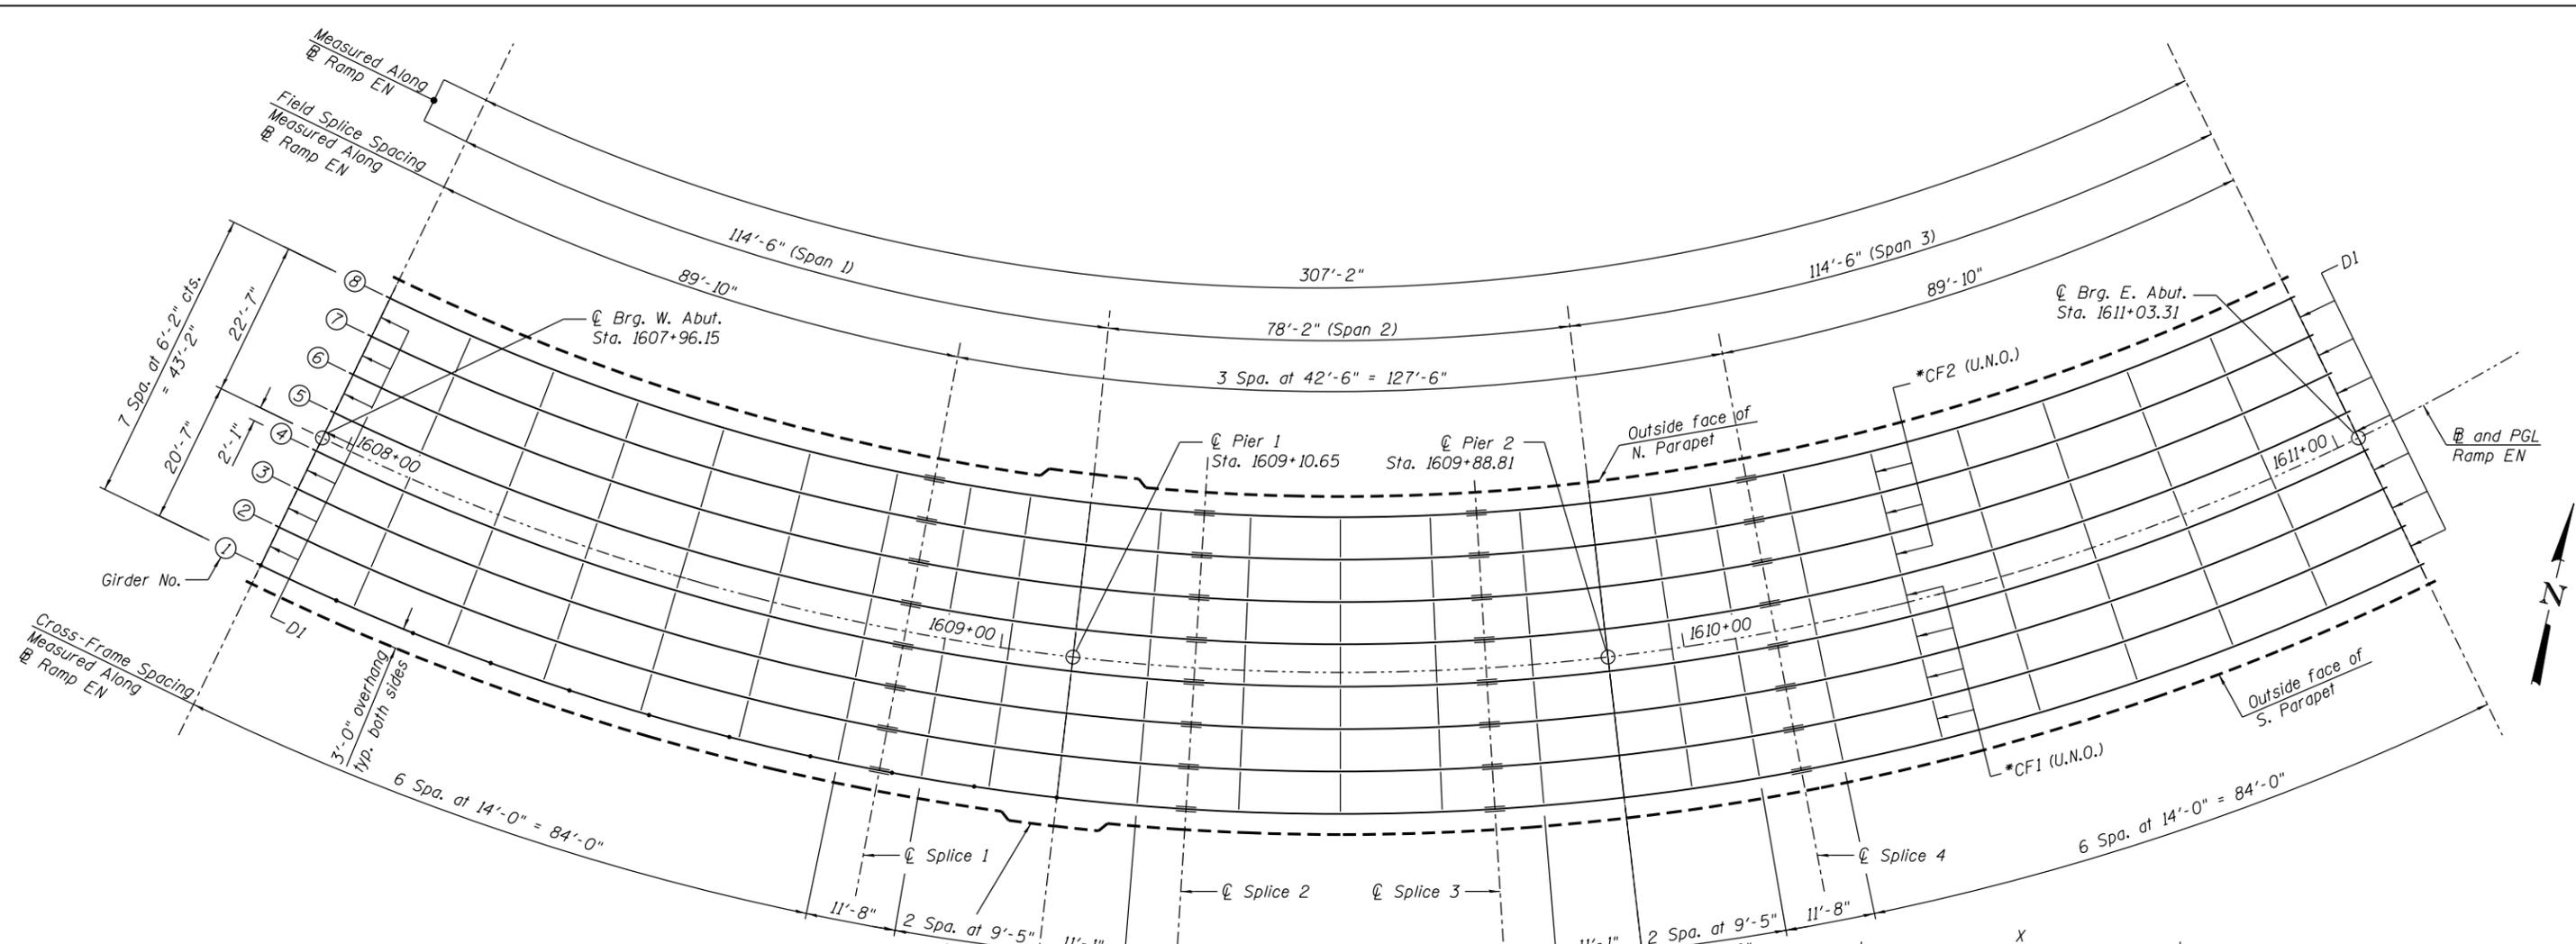 Measured Along
℄ Ramp EN
Field Splice Spacing
Measured Along
℄ Ramp EN
307'-2"
114'-6" (Span 1)
78'-2" (Span 2)
114'-6" (Span 3)
89'-10"
3 Spa. at 42'-6" = 127'-6"
89'-10"
7 Spa. at 6'-2" cts.
= 43'-2"
22'-7"
20'-7"
2'-1"
8
7
6
5
4
3
2
1
Girder No.
D1
℄ Brg. W. Abut.
Sta. 1607+96.15
1608+00
1609+00
℄ Pier 1
Sta. 1609+10.65
℄ Pier 2
Sta. 1609+88.81
Outside face of
N. Parapet
1610+00
*CF2 (U.N.O.)
℄ Brg. E. Abut.
Sta. 1611+03.31
D1
1611+00
℄ and PGL
Ramp EN
N
*CF1 (U.N.O.)
Outside face of
S. Parapet
Cross-Frame Spacing
Measured Along
℄ Ramp EN
3'-0" overhang
typ. both sides
6 Spa. at 14'-0" = 84'-0"
℄ Splice 1
℄ Splice 2
℄ Splice 3
℄ Splice 4
11'-8"
2 Spa. at 9'-5"
11'-1"
11'-1"
2 Spa. at 9'-5"
11'-8"
6 Spa. at 14'-0" = 84'-0"
X